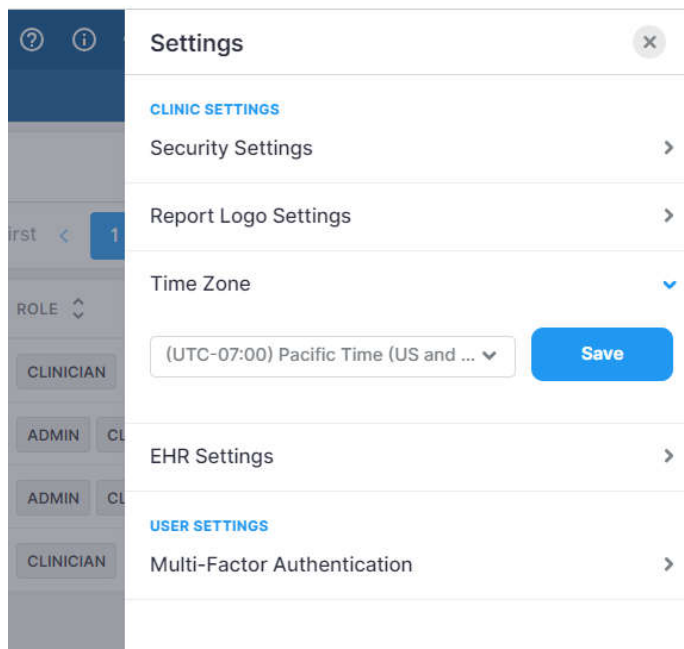 Settings
CLINIC SETTINGS
Security Settings
Report Logo Settings
irst 1
Time Zone
ROLE
(UTC-07:00) Pacific Time (US and ... Save
CLINICIAN
ADMIN CL
EHR Settings
ADMIN CL
USER SETTINGS
CLINICIAN
Multi-Factor Authentication